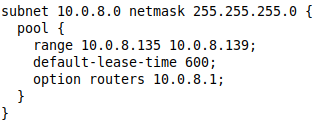 subnet 10.0.8.0 netmask 255.255.255.0 {
  pool {
    range 10.0.8.135 10.0.8.139;
    default-lease-time 600;
    option routers 10.0.8.1;
  }
}